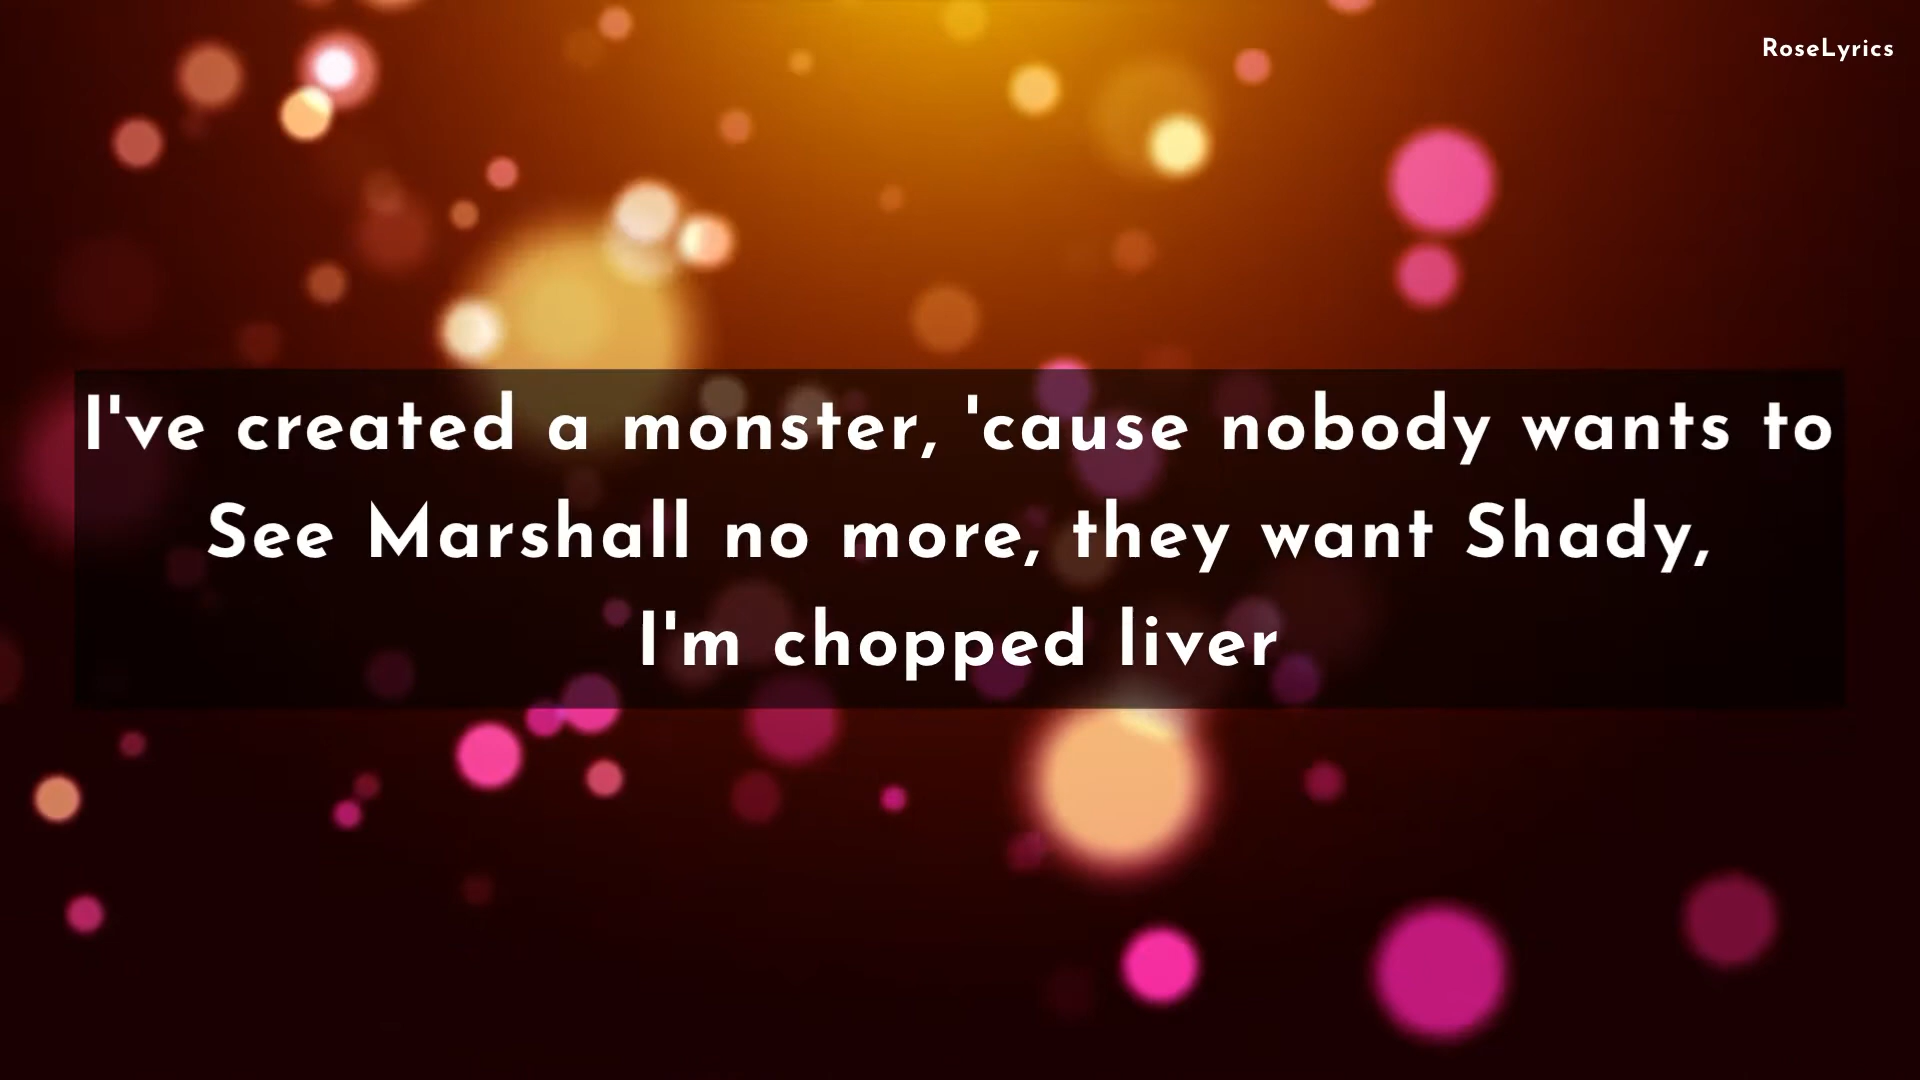 RoseLyrics
I've created a monster, 'cause nobody wants to
See Marshall no more, they want Shady,
I'm chopped liver